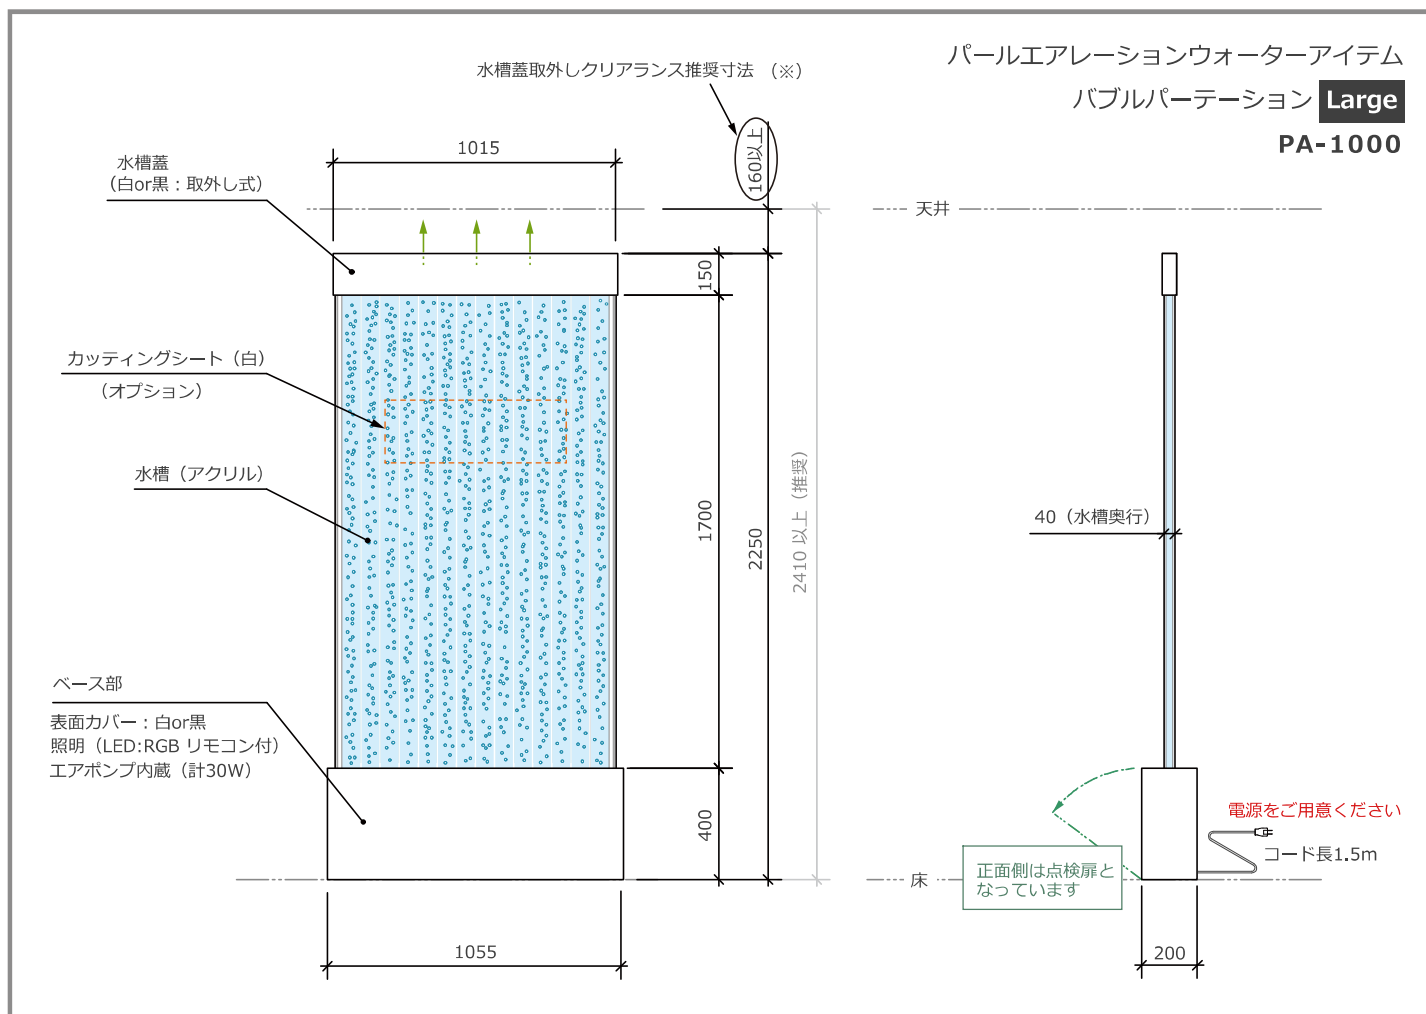 パールエアレーションウォーターアイテム
バブルパーテーション Large
PA-1000
水槽蓋取外しクリアランス推奨寸法 （※）
160以上
1015
水槽蓋
（白or黒：取外し式）
天井
150
カッティングシート（白）
（オプション）
水槽（アクリル）
1700
2250
2410 以上（推奨）
40（水槽奥行）
ベース部
表面カバー：白or黒
照明（LED:RGB リモコン付）
エアポンプ内蔵（計30W）
400
電源をご用意ください
コード長1.5m
正面側は点検扉と
なっています
床
1055
200